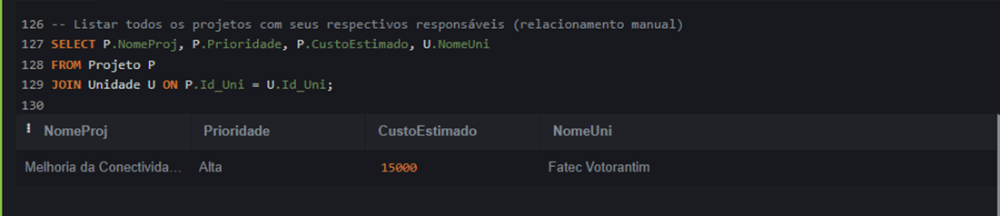 126 -- Listar todos os projetos com seus respectivos responsáveis (relacionamento manual)
127 SELECT P.NomeProj, P.Prioridade, P.CustoEstimado, U.NomeUni
128 FROM Projeto P
129 JOIN Unidade U ON P.Id_Uni = U.Id_Uni;
130
NomeProj Prioridade CustoEstimado NomeUni
Melhoria da Conectivida... Alta 15000 Fatec Votorantim